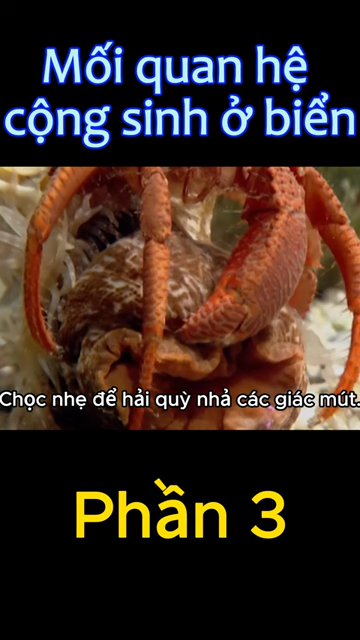 Mối quan hệ
cộng sinh ở biển
Chọc nhẹ để hải quỳ nhả các giác mút.
Phần 3